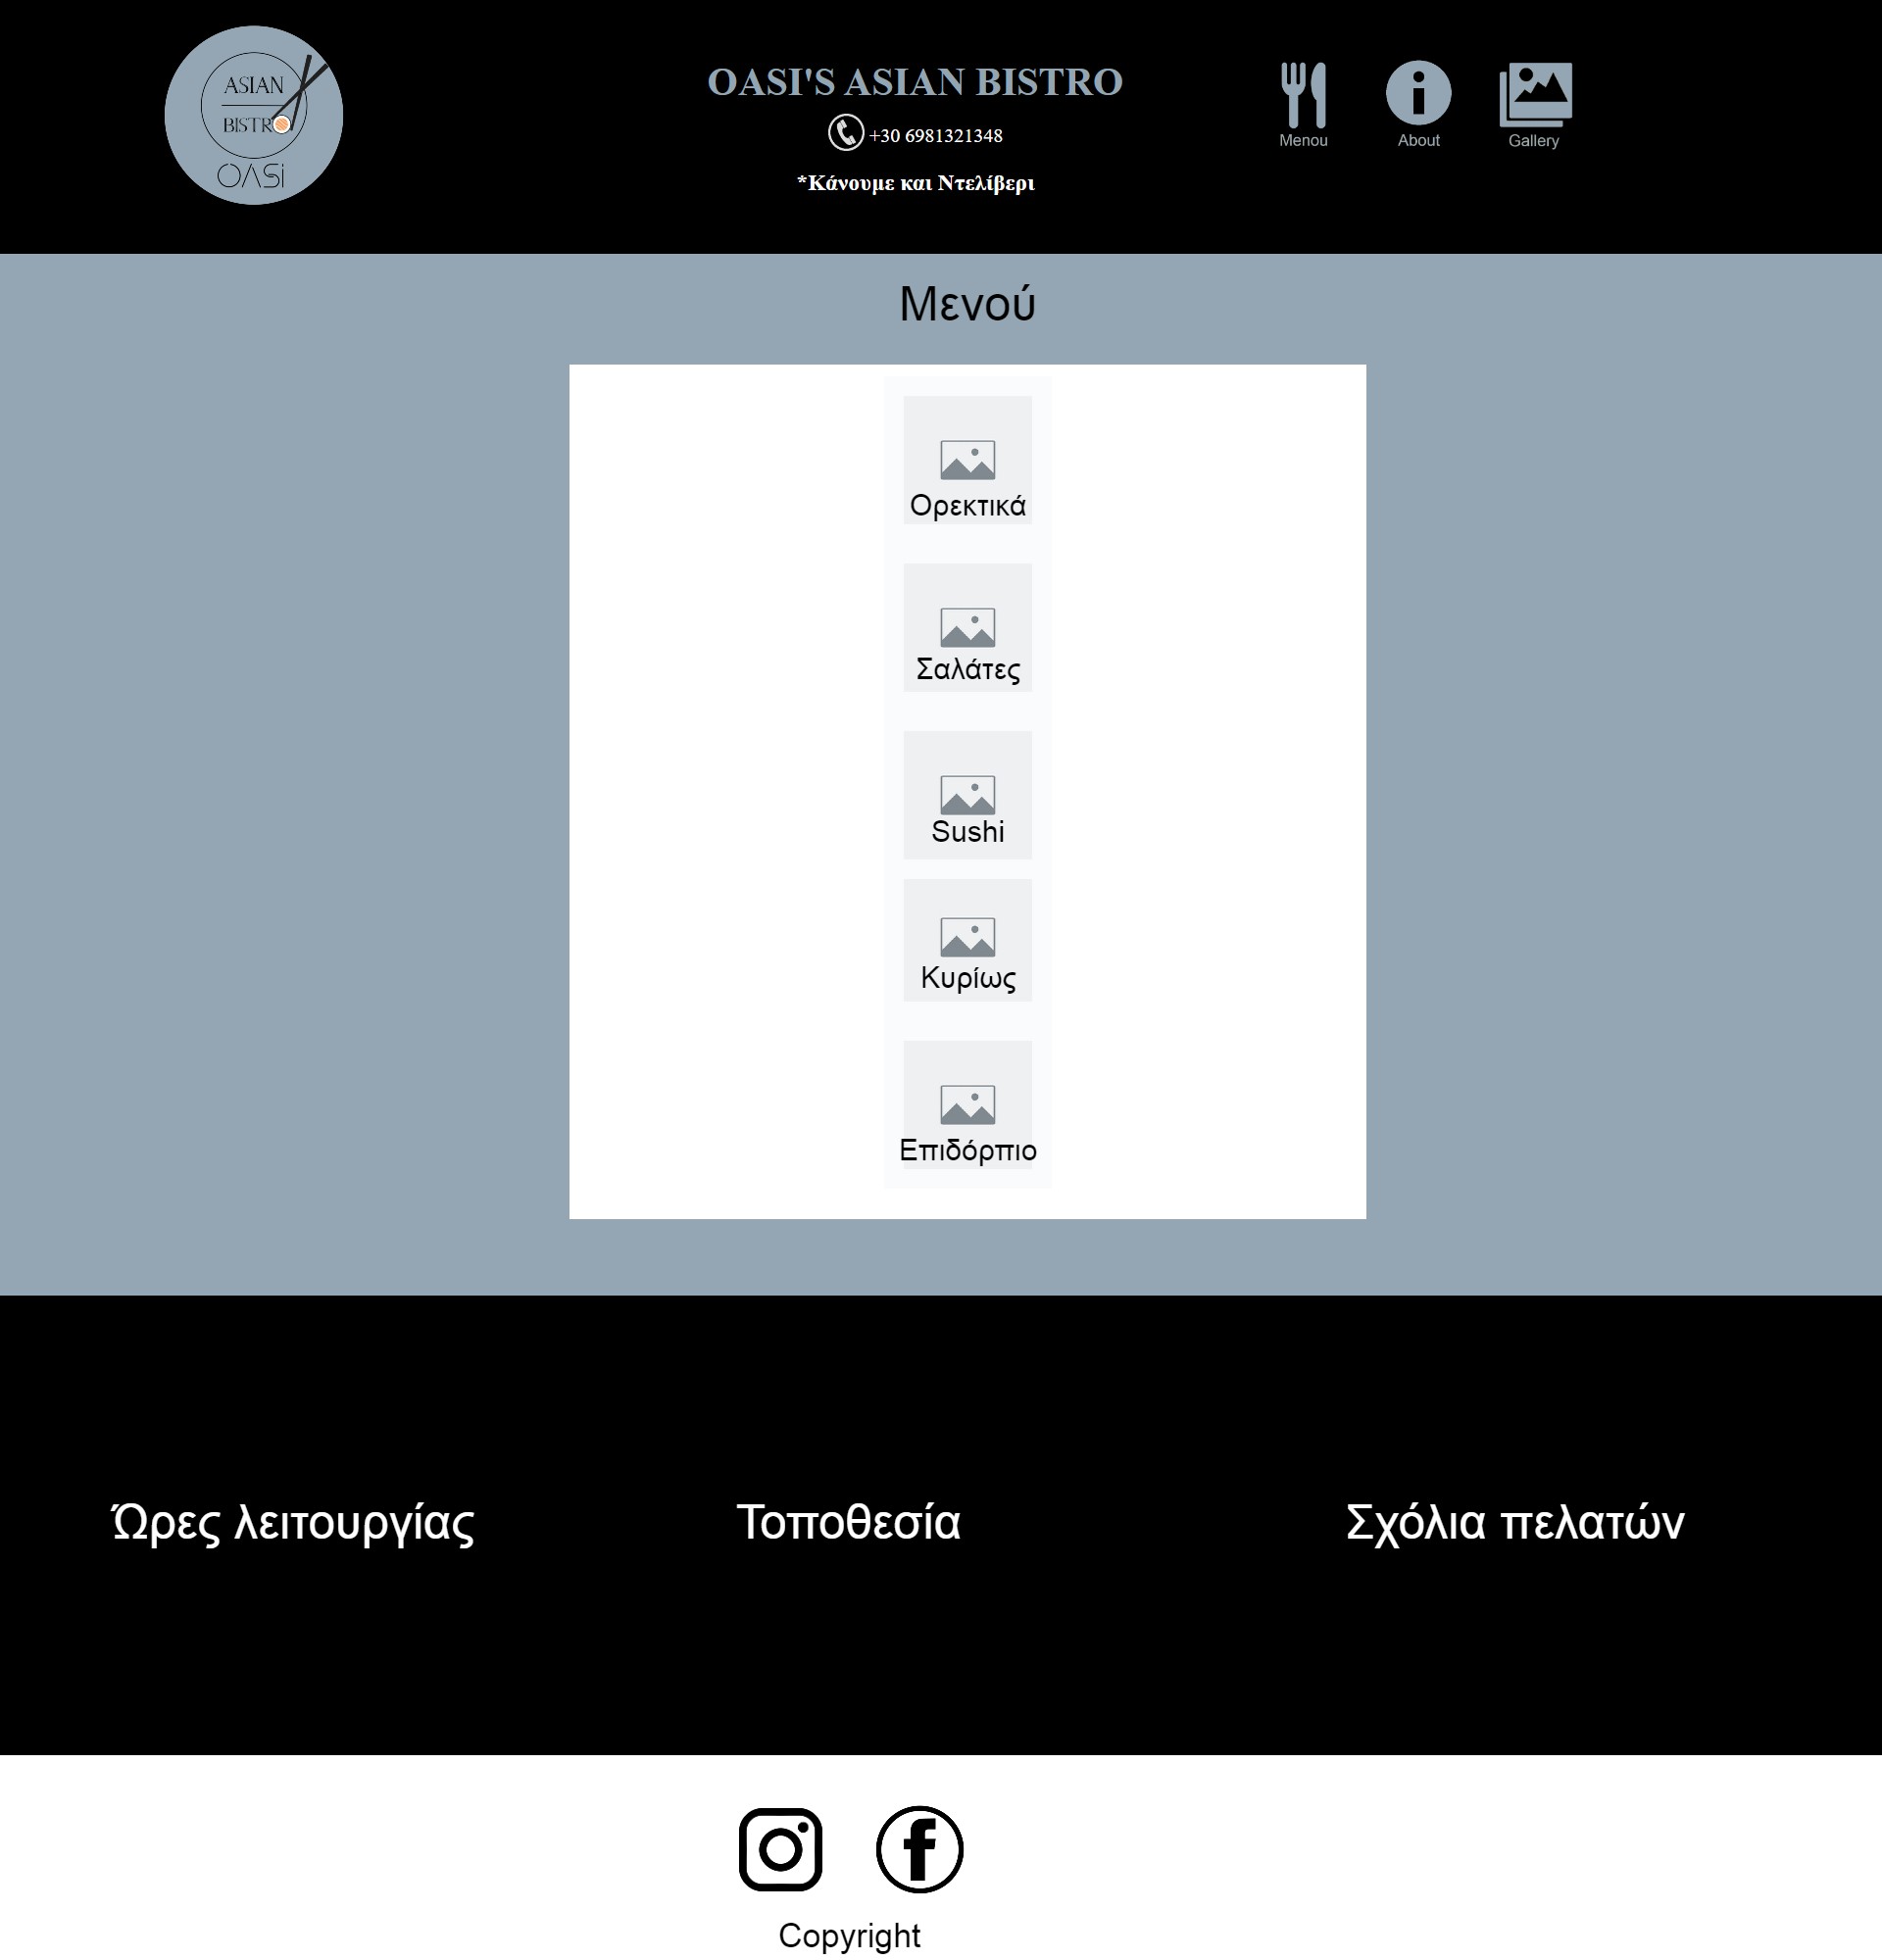 ASIAN
BISTRO
OASi
OASI'S ASIAN BISTRO
+30 6981321348
*Κάνουμε και Ντελίβερι
Menou
About
Gallery
Μενού
Ορεκτικά
Σαλάτες
Sushi
Κυρίως
Επιδόρπιο
Ώρες λειτουργίας
Τοποθεσία
Σχόλια πελατών
Copyright